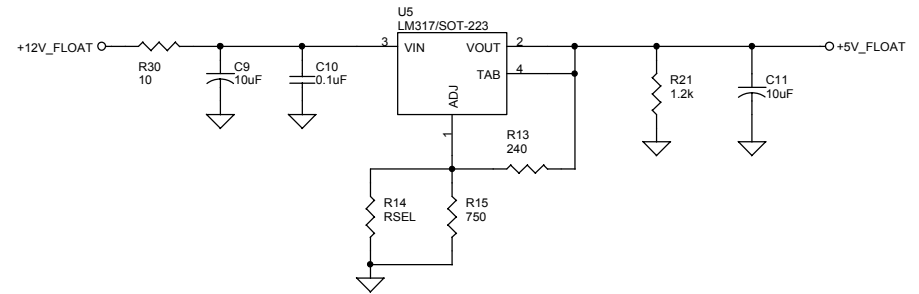 U5
LM317/SOT-223
+12V_FLOAT
3
VIN
VOUT
2
+5V_FLOAT
R30
10
C9
10uF
C10
0.1uF
TAB
4
ADJ
1
R21
1.2k
C11
10uF
R13
240
R14
RSEL
R15
750